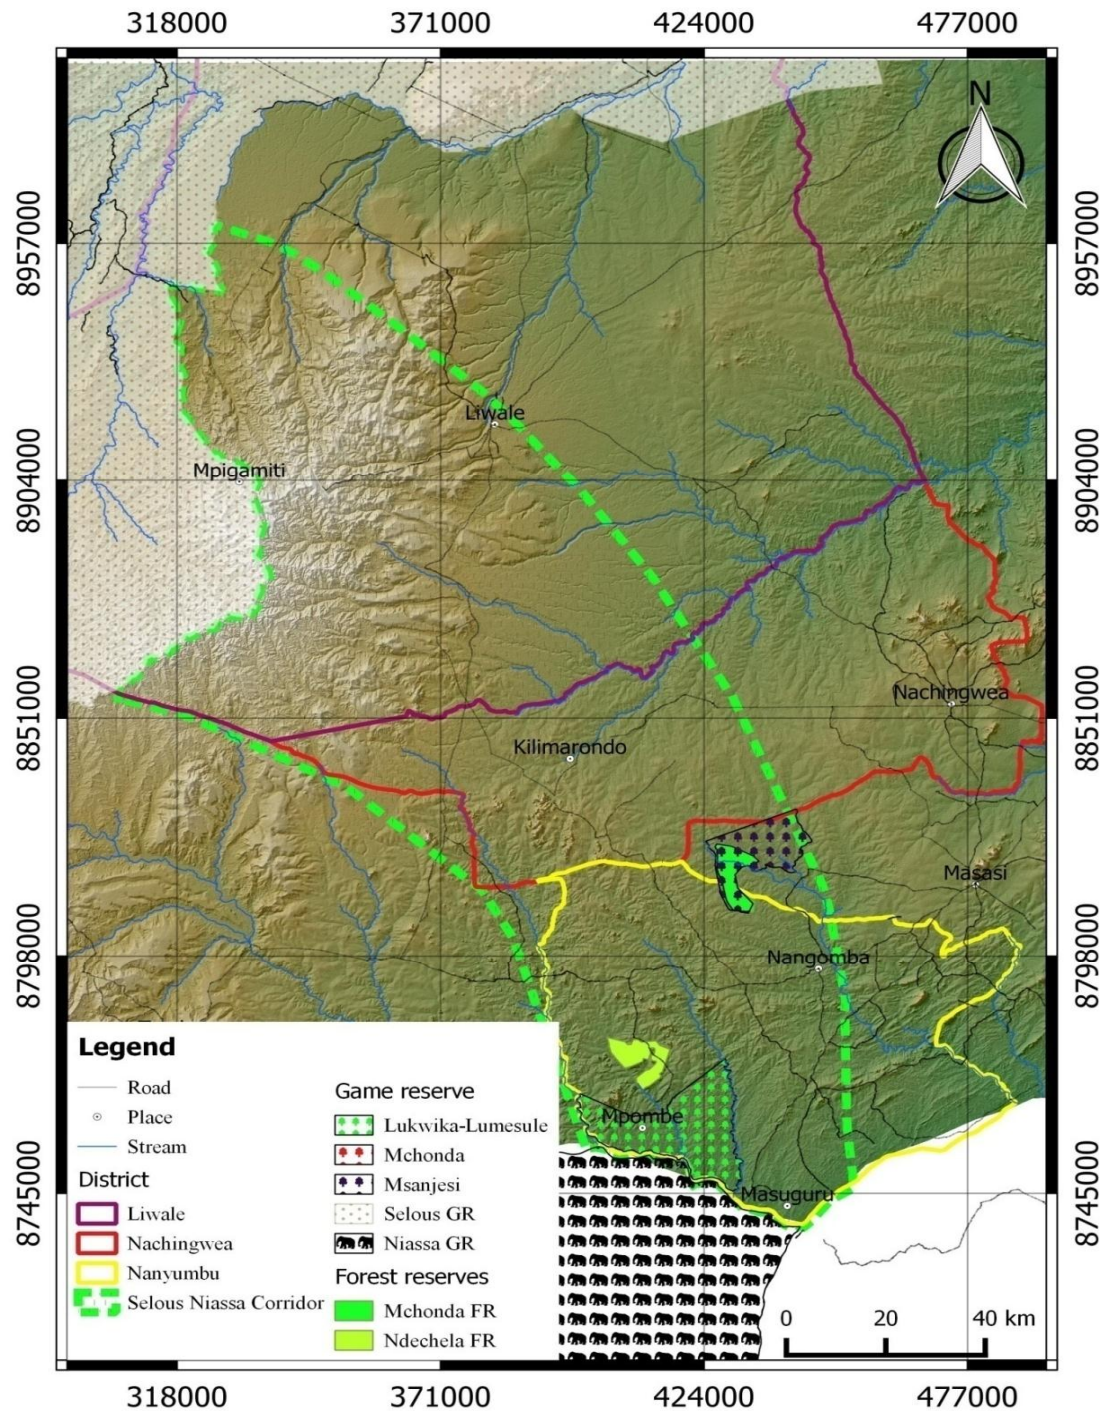 318000 371000 424000 477000
N
8957000 8957000
Liwale
Mpigamiti
8904000 8904000
Nachingwea
8851000 8851000
Kilimarondo
Masasi
8798000 8798000
Nangomba
Legend
Road
Place
Stream
District
Liwale
Nachingwea
Nanyumbu
Selous Niassa Corridor
Game reserve
Lukwika-Lumesule
Mchonda
Msanjesi
Selous GR
Niassa GR
Forest reserves
Mchonda FR
Ndechela FR
Mpombe
Masuguru
8745000 8745000
0 20 40 km
318000 371000 424000 477000